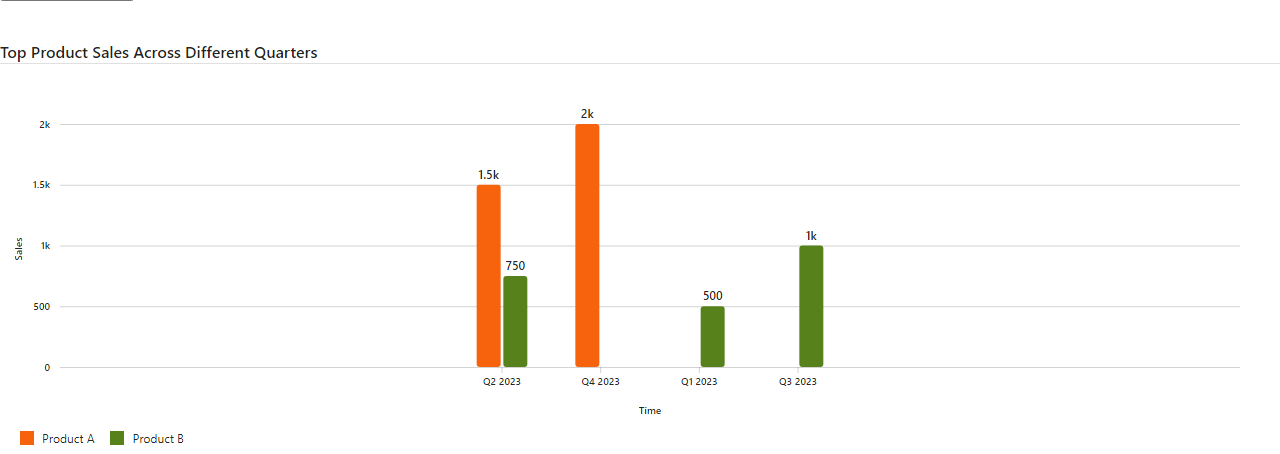 Top Product Sales Across Different Quarters
2k
2k
1.5k
1.5k
1k
1k
750
500
500
0
Sales
Q2 2023 Q4 2023 Q1 2023 Q3 2023
Time
Product A Product B